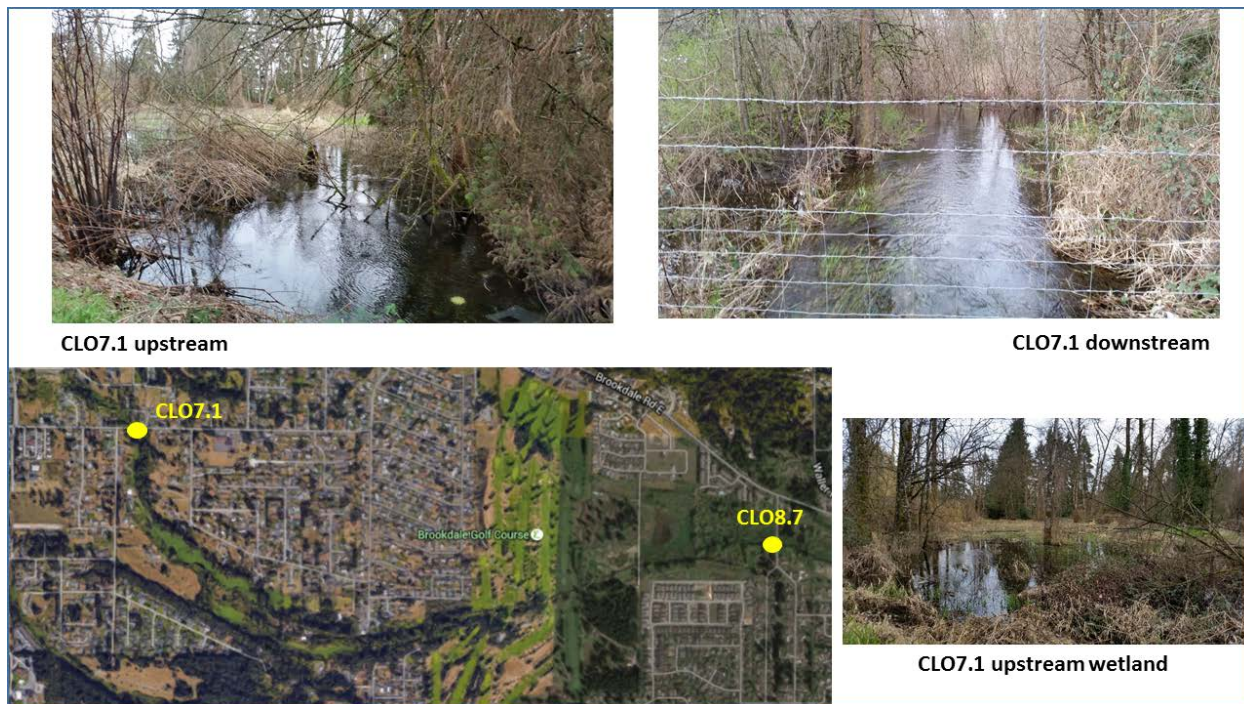 CLO7.1 upstream
CLO7.1 downstream
Brookdale Rd E
CLO7.1
CLO8.7
Brookdale Golf Course
CLO7.1 upstream wetland